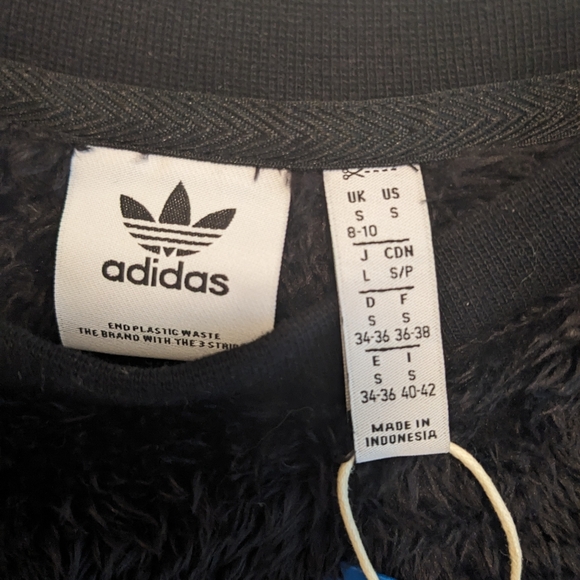 adidas
END PLASTIC WASTE
THE BRAND WITH THE 3 STRIP
UK US
S S
8-10
J CDN
L S/P
D F
S S
34-36 36-38
E I
S S
34-36 40-42
MADE IN
INDONESIA